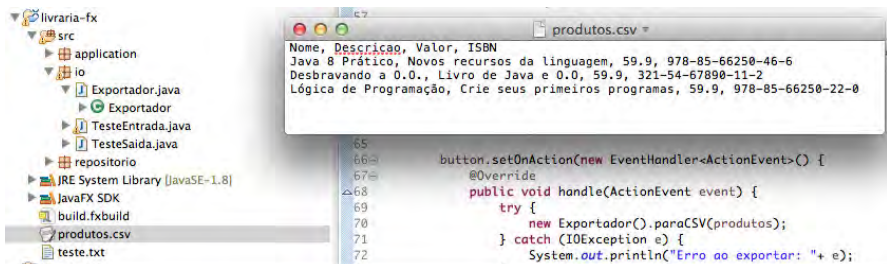 livraria-fx
src
application
io
Exportador.java
Exportador
TesteEntrada.java
TesteSaida.java
repositorio
JRE System Library [JavaSE-1.8]
JavaFX SDK
build.fxbuild
produtos.csv
teste.txt
57
produtos.csv
Nome, Descricao, Valor, ISBN
Java 8 Prático, Novos recursos da linguagem, 59.9, 978-85-66250-46-6
Desbravando a O.O., Livro de Java e O.O, 59.9, 321-54-67890-11-2
Lógica de Programação, Crie seus primeiros programas, 59.9, 978-85-66250-22-0
65
66 button.setOnAction(new EventHandler<ActionEvent>() {
67 @Override
68 public void handle(ActionEvent event) {
69 try {
70 new Exportador().paraCSV(produtos);
71 } catch (IOException e) {
72 System.out.println("Erro ao exportar: "+ e);